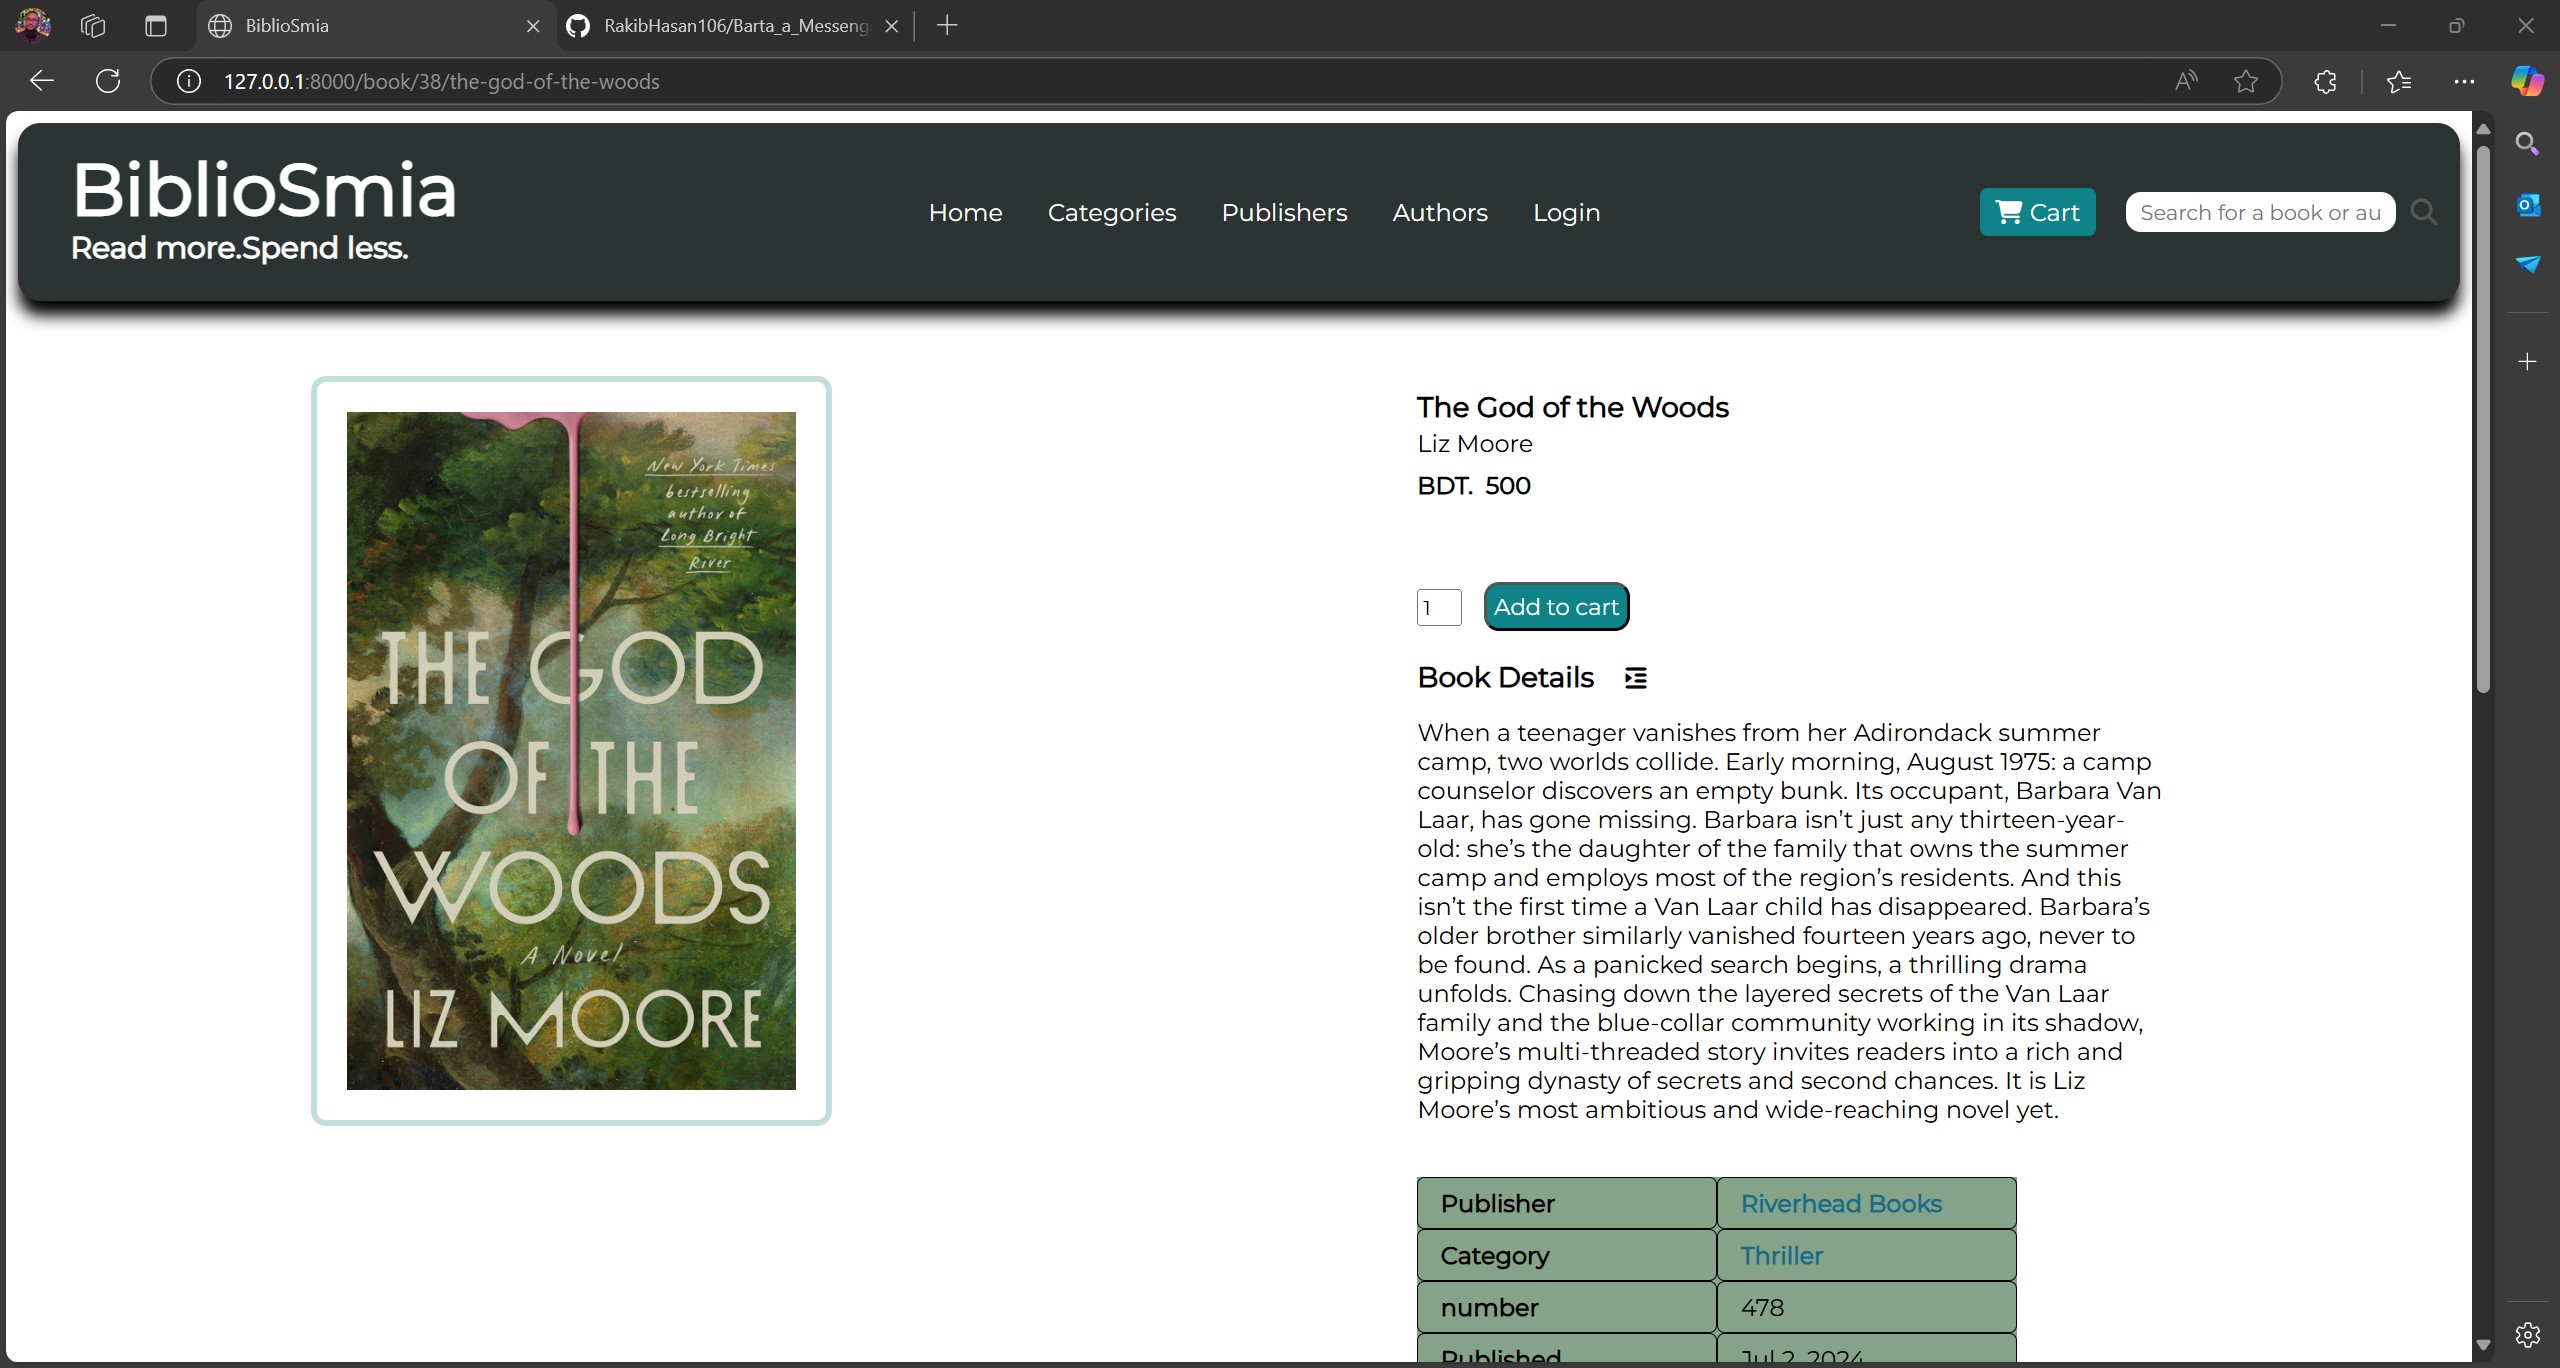 BiblioSmia
RakibHasan106/Barta_a_Messeng
127.0.0.1:8000/book/38/the-god-of-the-woods
BiblioSmia
Read more.Spend less.
Home
Categories
Publishers
Authors
Login
Cart
Search for a book or au
New York Times
bestselling
author of
Long Bright
River
THE GOD
OF THE
WOODS
A Novel
LIZ MOORE
The God of the Woods
Liz Moore
BDT. 500
1
Add to cart
Book Details
When a teenager vanishes from her Adirondack summer
camp, two worlds collide. Early morning, August 1975: a camp
counselor discovers an empty bunk. Its occupant, Barbara Van
Laar, has gone missing. Barbara isn’t just any thirteen-year-
old: she’s the daughter of the family that owns the summer
camp and employs most of the region’s residents. And this
isn’t the first time a Van Laar child has disappeared. Barbara’s
older brother similarly vanished fourteen years ago, never to
be found. As a panicked search begins, a thrilling drama
unfolds. Chasing down the layered secrets of the Van Laar
family and the blue-collar community working in its shadow,
Moore’s multi-threaded story invites readers into a rich and
gripping dynasty of secrets and second chances. It is Liz
Moore’s most ambitious and wide-reaching novel yet.
Publisher Riverhead Books
Category Thriller
number 478
Published Jul 2, 2024